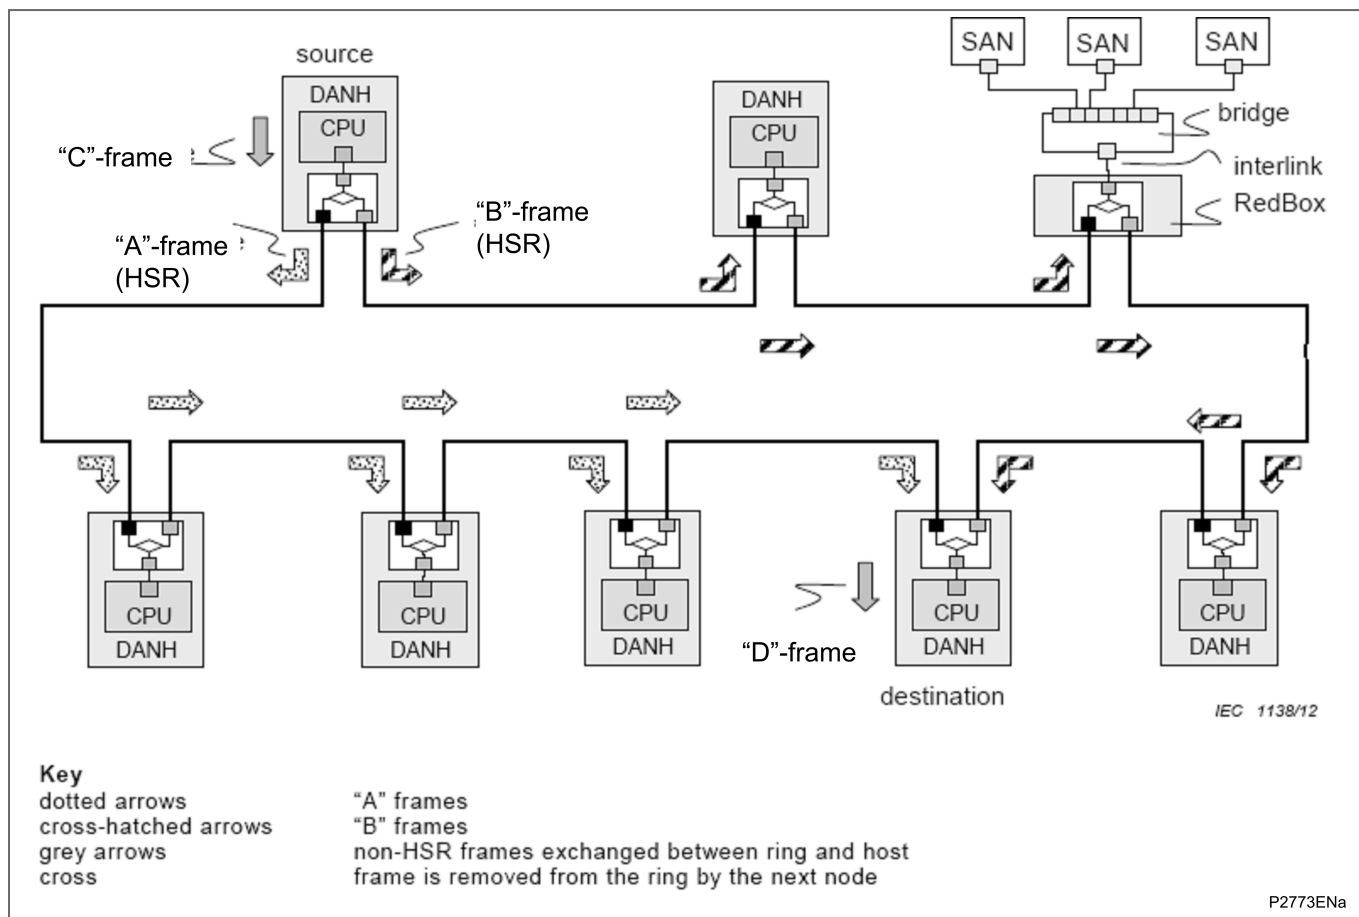 source
SAN SAN SAN
DANH
CPU
DANH
CPU
bridge
interlink
RedBox
“C”-frame
“A”-frame
(HSR)
“B”-frame
(HSR)
CPU
DANH
CPU
DANH
CPU
DANH
CPU
DANH
CPU
DANH
“D”-frame
destination
IEC 1138/12
Key
dotted arrows “A” frames
cross-hatched arrows “B” frames
grey arrows non-HSR frames exchanged between ring and host
cross frame is removed from the ring by the next node
P2773ENa